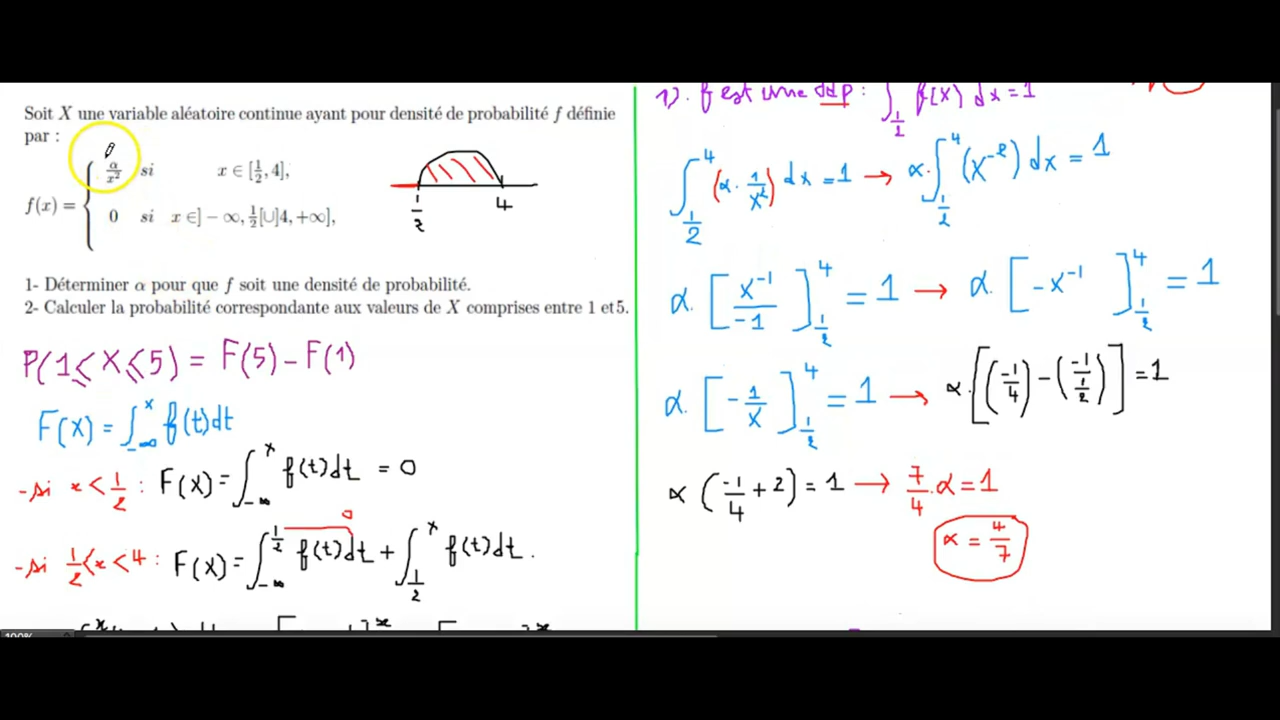 Soit X une variable aléatoire continue ayant pour densité de probabilité f définie
par :
f(x) = { α/x² si x ∈ [1/2, 4],
0 si x ∈] − ∞, 1/2[∪]4, +∞[,
1/2 4
1- Déterminer α pour que f soit une densité de probabilité.
2- Calculer la probabilité correspondante aux valeurs de X comprises entre 1 et 5.
P(1 ≤ X ≤ 5) = F(5) − F(1)
F(x) = ∫_{-∞}^{x} f(t)dt
-si x < 1/2 : F(x) = ∫_{-∞}^{x} f(t)dt = 0
0
-si 1/2 < x < 4 : F(x) = ∫_{-∞}^{1/2} f(t)dt + ∫_{1/2}^{x} f(t)dt .
1). f est une ddp : ∫_{1/2} f(x) dx = 1
∫_{1/2}^{4} (α . 1/x²) dx = 1 → α . ∫_{1/2}^{4} (x^{-2}) dx = 1
α . [x^{-1}/-1]_{1/2}^{4} = 1 → α . [-x^{-1}]_{1/2}^{4} = 1
α . [-1/x]_{1/2}^{4} = 1 → α . [(-1/4) − (-1/(1/2))] = 1
α (-1/4 + 2) = 1 → 7/4 . α = 1
α = 4/7
100%